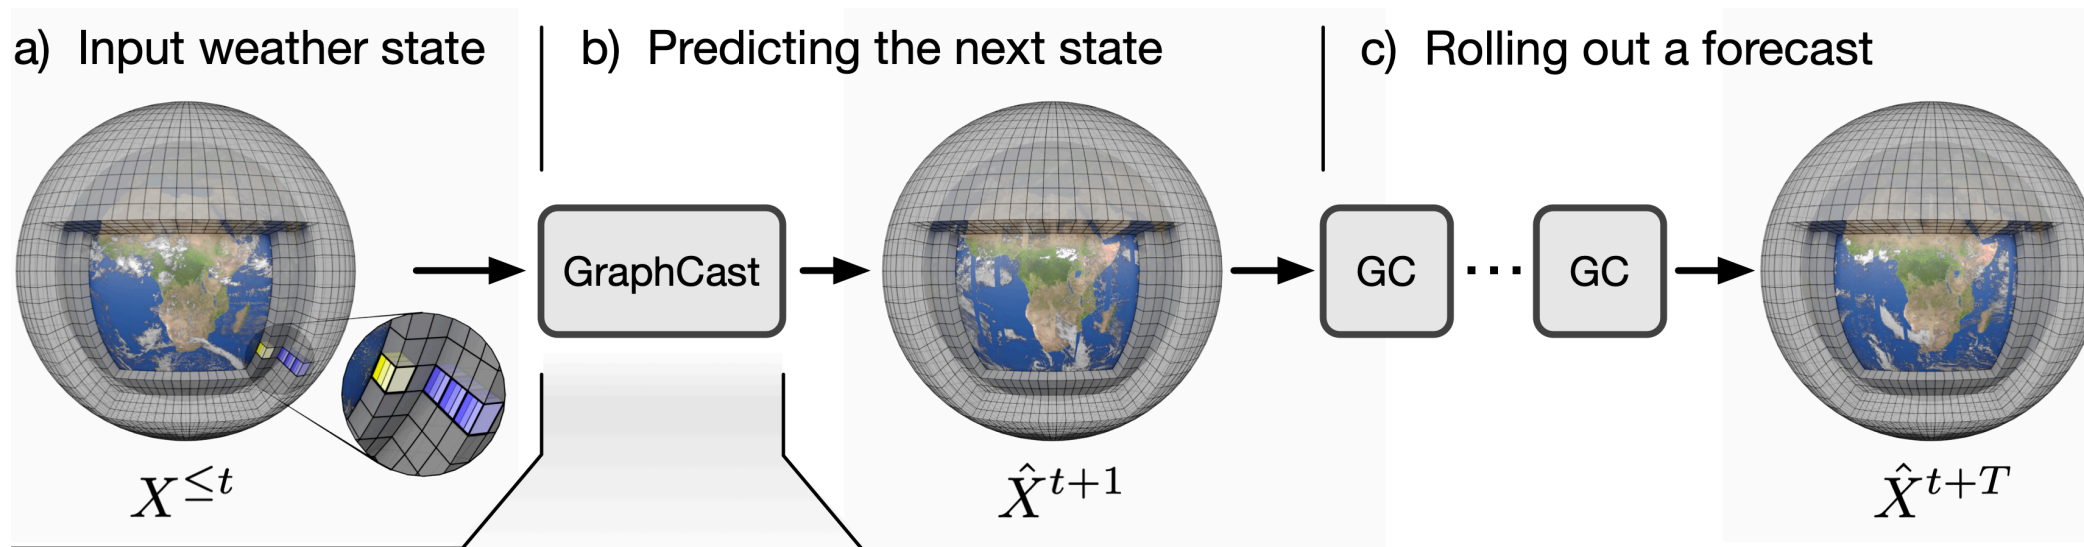 a) Input weather state
b) Predicting the next state
c) Rolling out a forecast
GraphCast
GC ··· GC
X^{≤t}
X̂^{t+1}
X̂^{t+T}